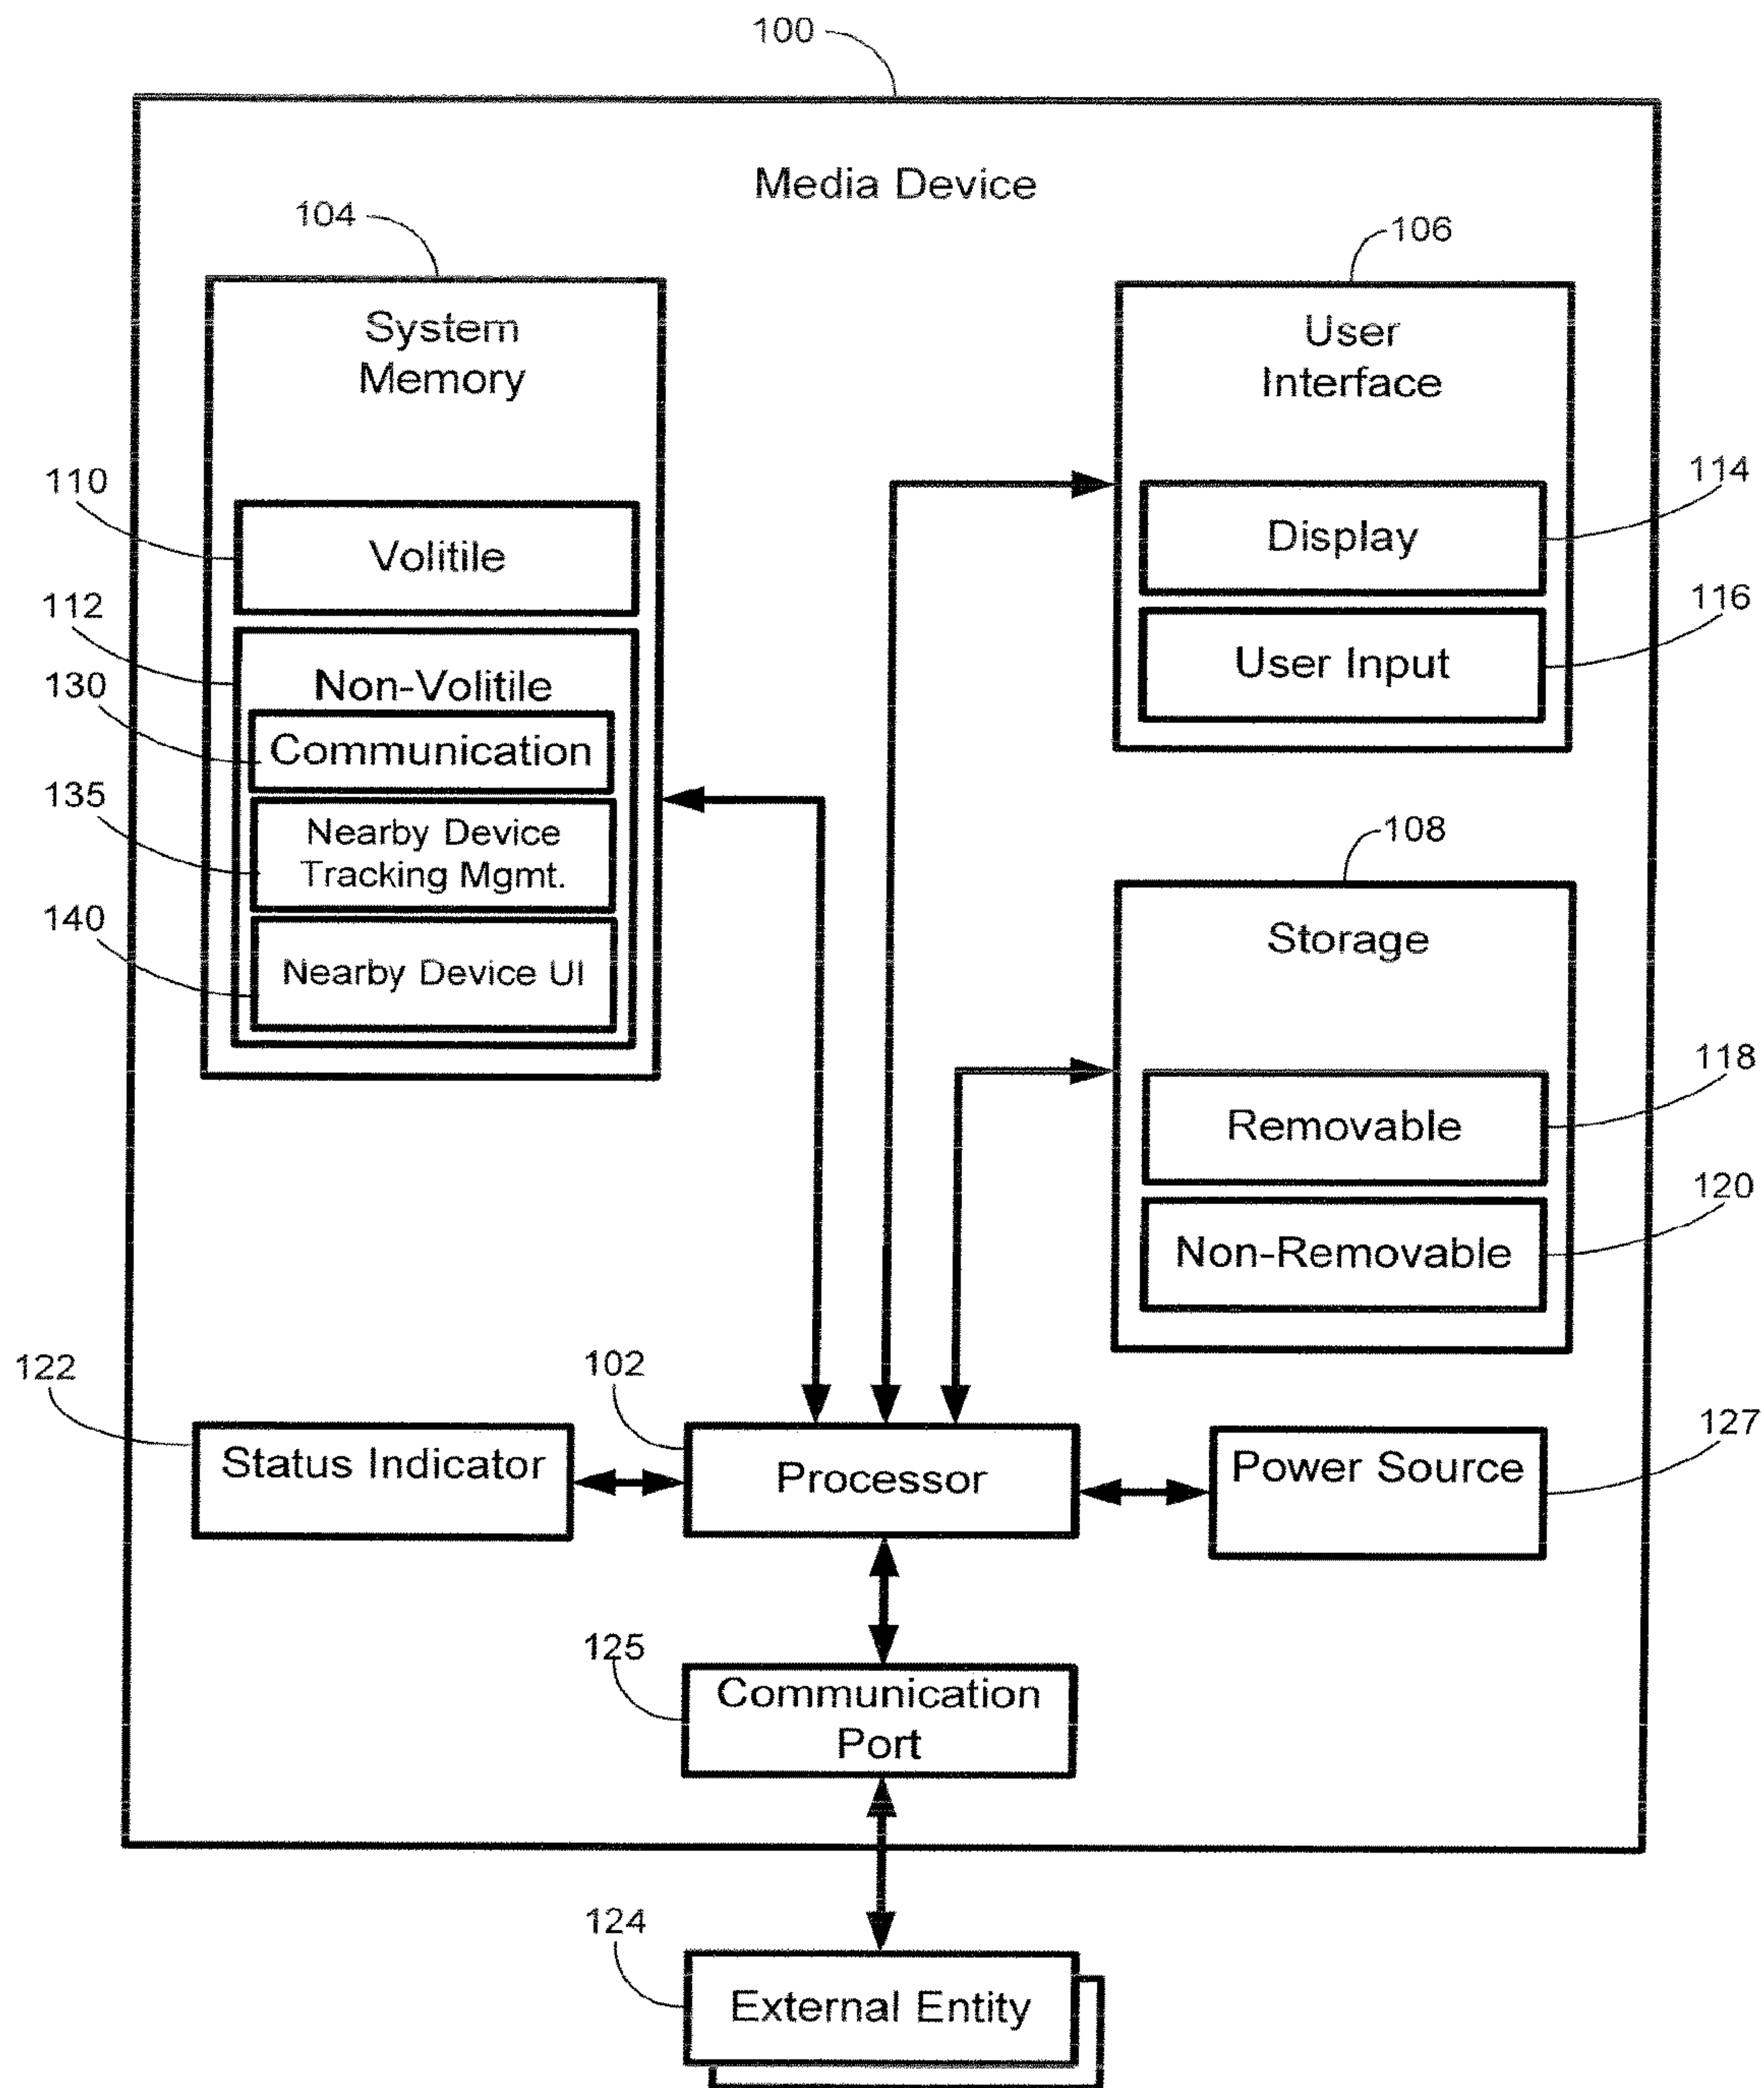 100
Media Device
104
System
Memory
106
User
Interface
110
Volitile
114
Display
112
Non-Volitile
116
User Input
130
Communication
135
Nearby Device
Tracking Mgmt.
108
Storage
140
Nearby Device UI
118
Removable
120
Non-Removable
122
Status Indicator
102
Processor
127
Power Source
125
Communication
Port
124
External Entity